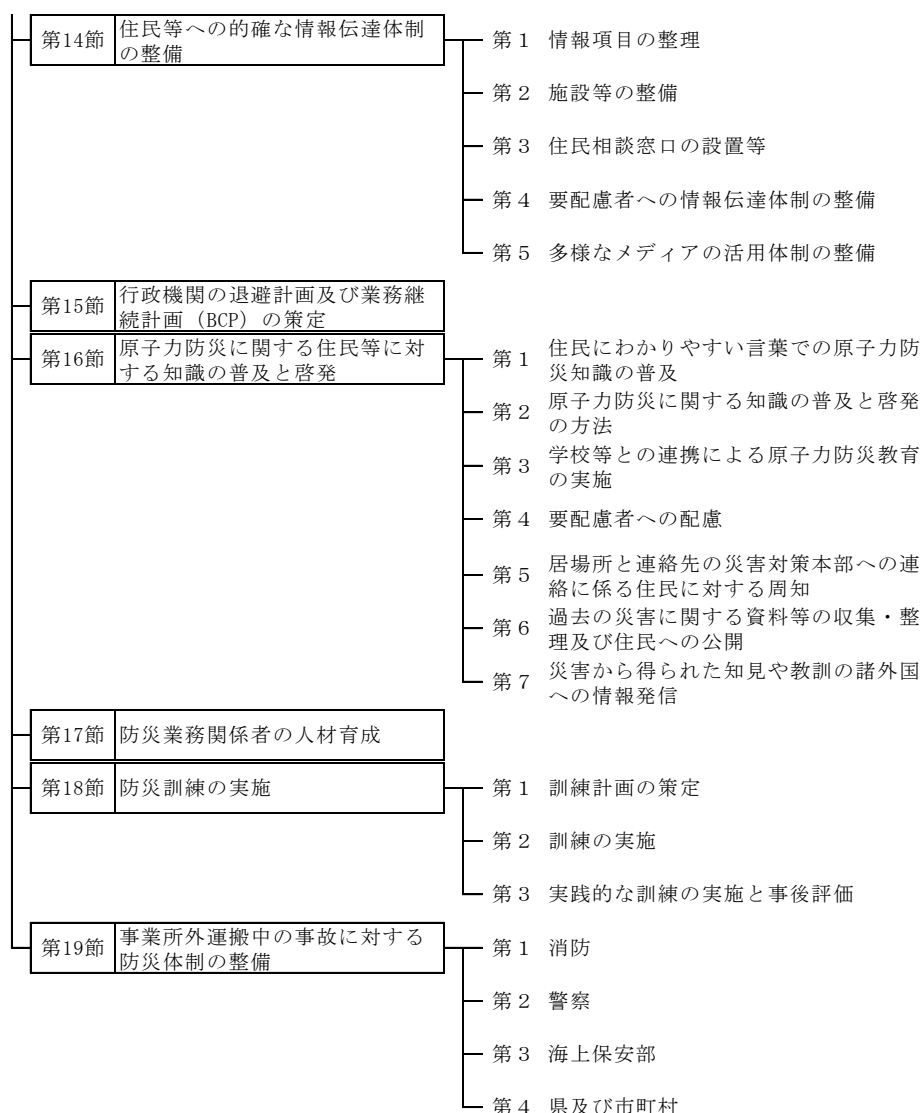 第14節
住民等への的確な情報伝達体制
の整備
第１ 情報項目の整理
第２ 施設等の整備
第３ 住民相談窓口の設置等
第４ 要配慮者への情報伝達体制の整備
第５ 多様なメディアの活用体制の整備
第15節
行政機関の退避計画及び業務継
続計画（BCP）の策定
第16節
原子力防災に関する住民等に対
する知識の普及と啓発
第１ 住民にわかりやすい言葉での原子力防
災知識の普及
第２ 原子力防災に関する知識の普及と啓発
の方法
第３ 学校等との連携による原子力防災教育
の実施
第４ 要配慮者への配慮
第５ 居場所と連絡先の災害対策本部への連
絡に係る住民に対する周知
第６ 過去の災害に関する資料等の収集・整
理及び住民への公開
第７ 災害から得られた知見や教訓の諸外国
への情報発信
第17節
防災業務関係者の人材育成
第18節
防災訓練の実施
第１ 訓練計画の策定
第２ 訓練の実施
第３ 実践的な訓練の実施と事後評価
第19節
事業所外運搬中の事故に対する
防災体制の整備
第１ 消防
第２ 警察
第３ 海上保安部
第４ 県及び市町村